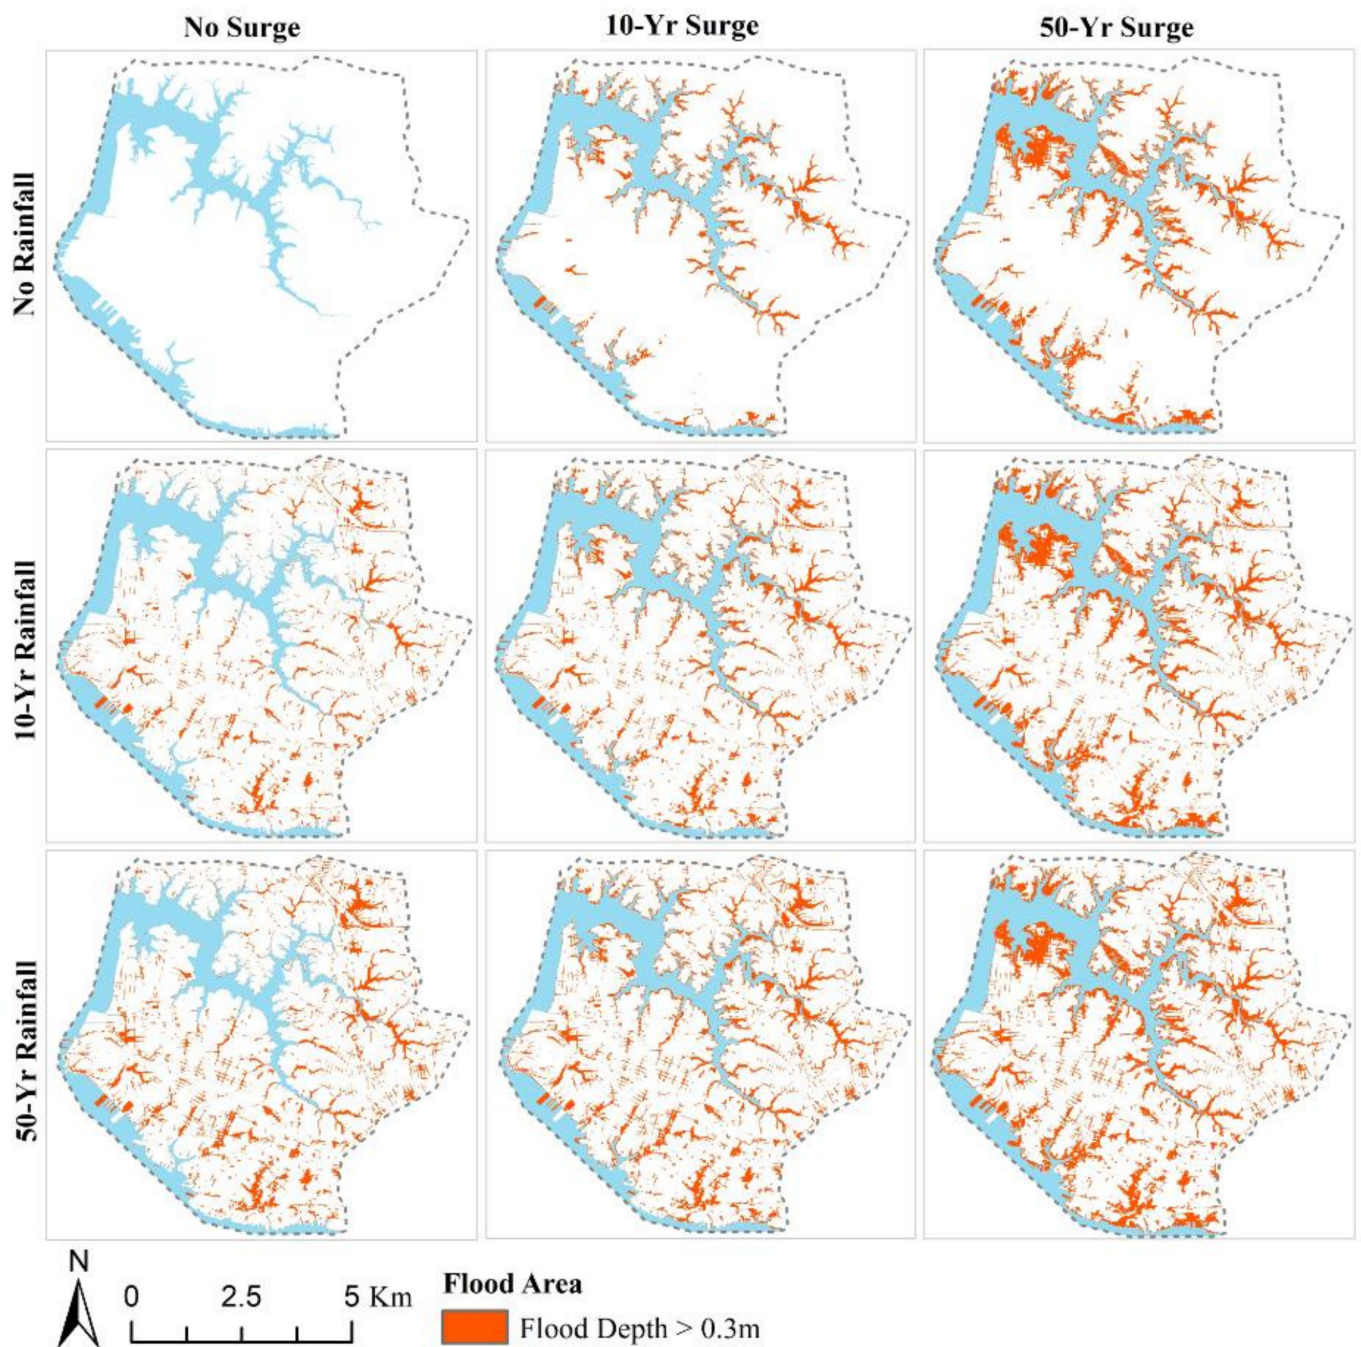 No Surge
10-Yr Surge
50-Yr Surge
No Rainfall
10-Yr Rainfall
50-Yr Rainfall
N
0 2.5 5 Km
Flood Area
Flood Depth > 0.3m